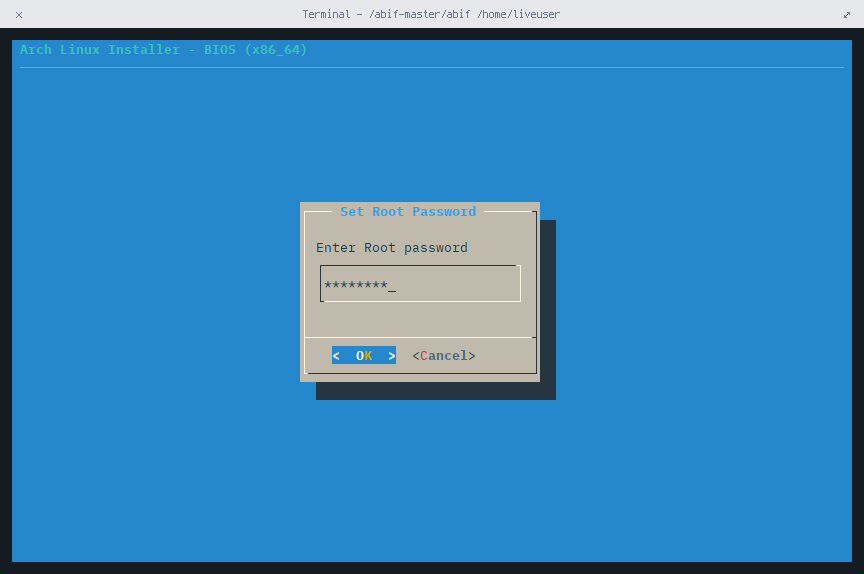 Terminal - /abif-master/abif /home/liveuser
Arch Linux Installer - BIOS (x86_64)
Set Root Password
Enter Root password
********_
< OK > <Cancel>